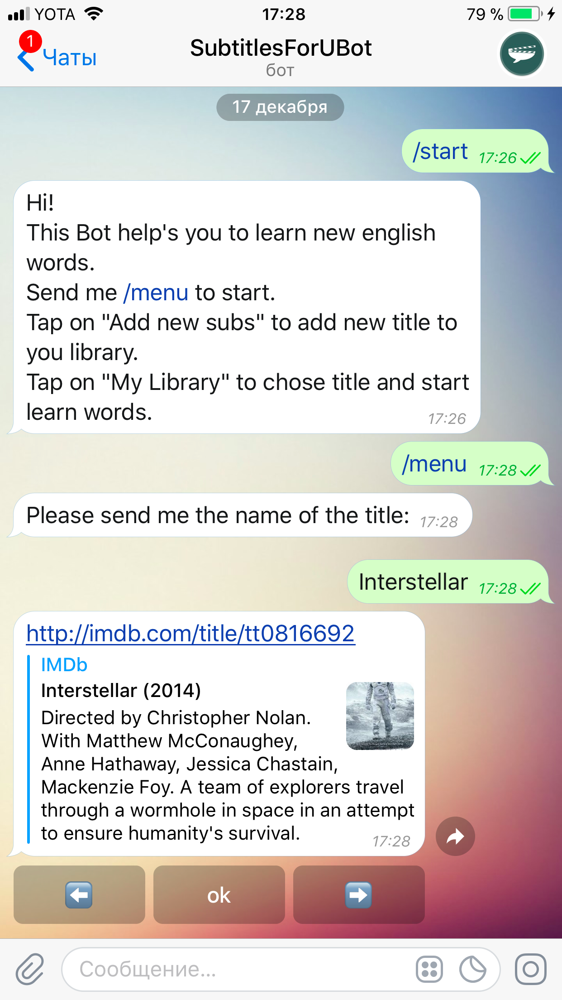 YOTA 17:28 79 %
1
Чаты
SubtitlesForUBot
бот
17 декабря
/start 17:26
Hi!
This Bot help's you to learn new english
words.
Send me /menu to start.
Tap on "Add new subs" to add new title to
you library.
Tap on "My Library" to chose title and start
learn words.
17:26
/menu 17:28
Please send me the name of the title: 17:28
Interstellar 17:28
http://imdb.com/title/tt0816692
IMDb
Interstellar (2014)
Directed by Christopher Nolan.
With Matthew McConaughey,
Anne Hathaway, Jessica Chastain,
Mackenzie Foy. A team of explorers travel
through a wormhole in space in an attempt
to ensure humanity's survival.
17:28
ok
Сообщение...